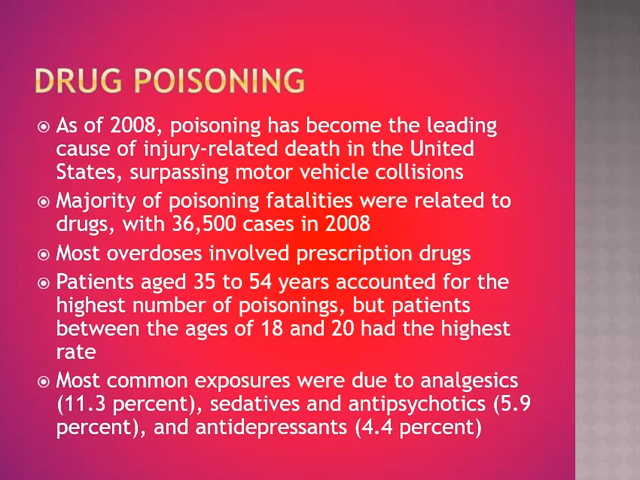 DRUG POISONING
⦿ As of 2008, poisoning has become the leading
cause of injury-related death in the United
States, surpassing motor vehicle collisions
⦿ Majority of poisoning fatalities were related to
drugs, with 36,500 cases in 2008
⦿ Most overdoses involved prescription drugs
⦿ Patients aged 35 to 54 years accounted for the
highest number of poisonings, but patients
between the ages of 18 and 20 had the highest
rate
⦿ Most common exposures were due to analgesics
(11.3 percent), sedatives and antipsychotics (5.9
percent), and antidepressants (4.4 percent)